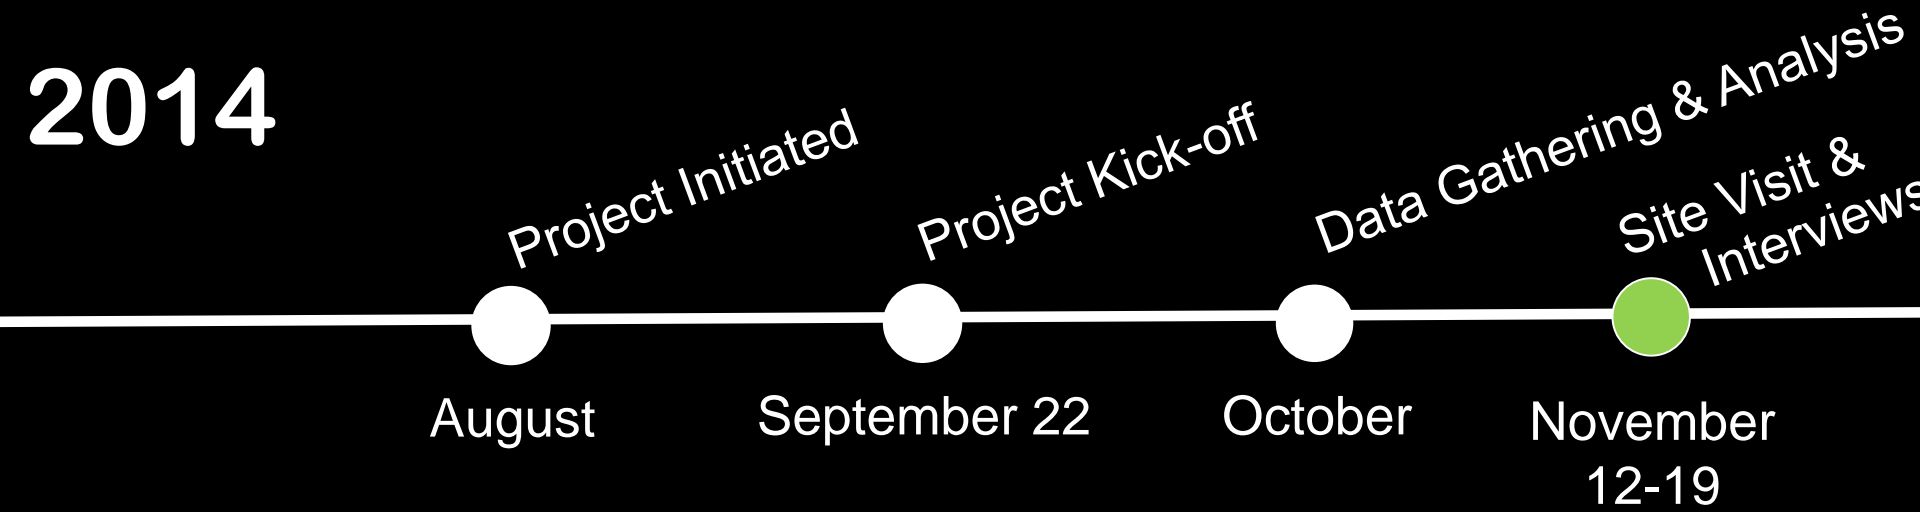 2014
Project Initiated
Project Kick-off
Data Gathering & Analysis
Site Visit &
Interviews
August
September 22
October
November
12-19